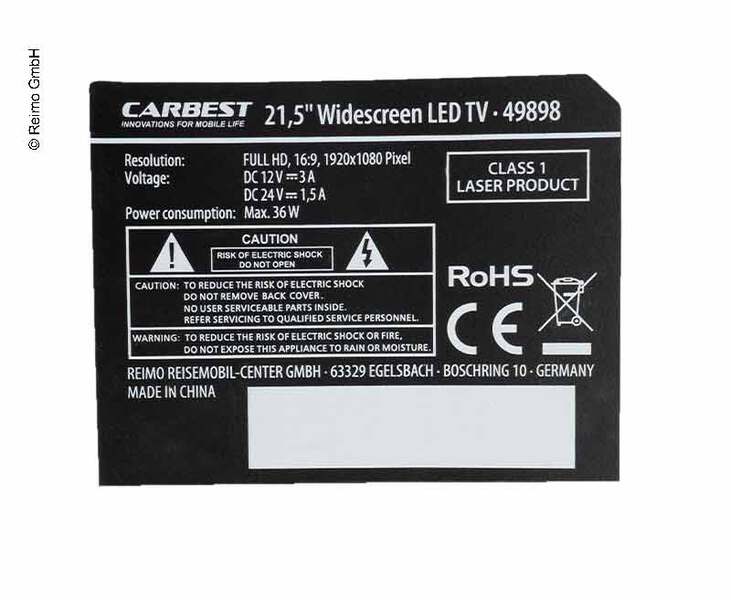 © Reimo GmbH
CARBEST 21,5" Widescreen LED TV · 49898
INNOVATIONS FOR MOBILE LIFE
Resolution: FULL HD, 16:9, 1920x1080 Pixel
Voltage: DC 12 V ⎓ 3 A
DC 24 V ⎓ 1,5 A
Power consumption: Max. 36 W
CLASS 1
LASER PRODUCT
CAUTION
RISK OF ELECTRIC SHOCK
DO NOT OPEN
CAUTION: TO REDUCE THE RISK OF ELECTRIC SHOCK
DO NOT REMOVE BACK COVER.
NO USER SERVICEABLE PARTS INSIDE.
REFER SERVICING TO QUALIFIED SERVICE PERSONNEL.
WARNING: TO REDUCE THE RISK OF ELECTRIC SHOCK OR FIRE,
DO NOT EXPOSE THIS APPLIANCE TO RAIN OR MOISTURE.
RoHS
CE
REIMO REISEMOBIL-CENTER GMBH · 63329 EGELSBACH · BOSCHRING 10 · GERMANY
MADE IN CHINA